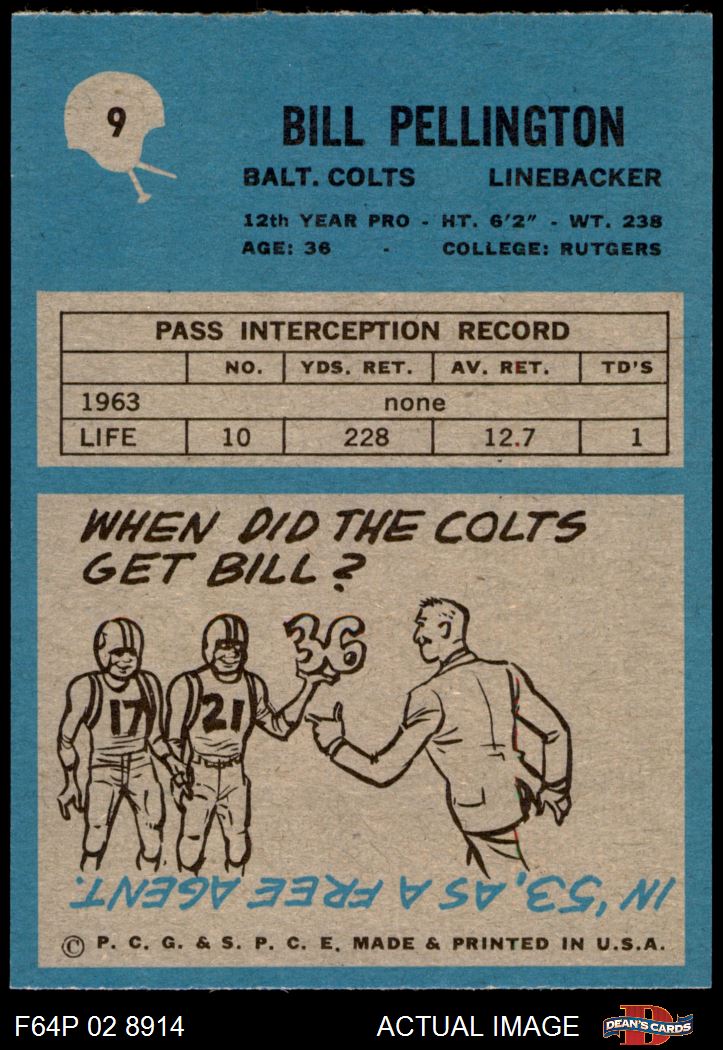 9
BILL PELLINGTON
BALT. COLTS LINEBACKER
12th YEAR PRO - HT. 6'2" - WT. 238
AGE: 36 - COLLEGE: RUTGERS
PASS INTERCEPTION RECORD
NO. YDS. RET. AV. RET. TD'S
1963 none
LIFE 10 228 12.7 1
WHEN DID THE COLTS
GET BILL?
36
17 21
IN '53, AS A FREE AGENT.
© P. C. G. & S. P. C. E. MADE & PRINTED IN U.S.A.
F64P 02 8914 ACTUAL IMAGE D DEAN'S CARDS